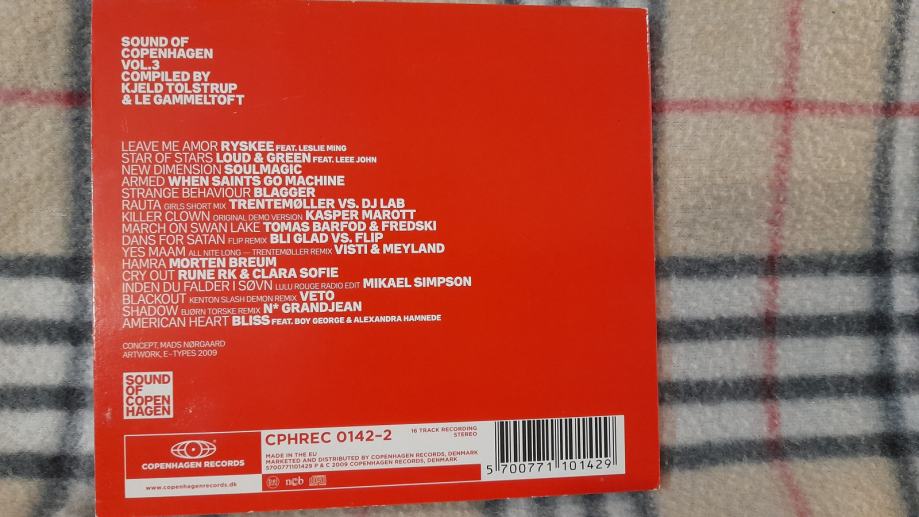 SOUND OF
COPENHAGEN
VOL.3
COMPILED BY
KJELD TOLSTRUP
& LE GAMMELTOFT
LEAVE ME AMOR RYSKEE FEAT. LESLIE MING
STAR OF STARS LOUD & GREEN FEAT. LEEE JOHN
NEW DIMENSION SOULMAGIC
ARMED WHEN SAINTS GO MACHINE
STRANGE BEHAVIOUR BLAGGER
RAUTA GIRLS SHORT MIX TRENTEMØLLER VS. DJ LAB
KILLER CLOWN ORIGINAL DEMO VERSION KASPER MAROTT
MARCH ON SWAN LAKE TOMAS BARFOD & FREDSKI
DANS FOR SATAN FLIP REMIX BLI GLAD VS. FLIP
YES MAAM ALL NITE LONG – TRENTEMØLLER REMIX VISTI & MEYLAND
HAMRA MORTEN BREUM
CRY OUT RUNE RK & CLARA SOFIE
INDEN DU FALDER I SØVN LULU ROUGE RADIO EDIT MIKAEL SIMPSON
BLACKOUT KENTON SLASH DEMON REMIX VETO
SHADOW BJØRN TORSKE REMIX N* GRANDJEAN
AMERICAN HEART BLISS FEAT. BOY GEORGE & ALEXANDRA HAMNEDE
CONCEPT, MADS NØRGAARD
ARTWORK, E-TYPES 2009
SOUND
OF
COPEN
HAGEN
COPENHAGEN RECORDS
www.copenhagenrecords.dk
CPHREC 0142-2
16 TRACK RECORDING
STEREO
MADE IN THE EU
MARKETED AND DISTRIBUTED BY COPENHAGEN RECORDS, DENMARK
5700771101429 P & C 2009 COPENHAGEN RECORDS, DENMARK
ncb
5 700771 101429